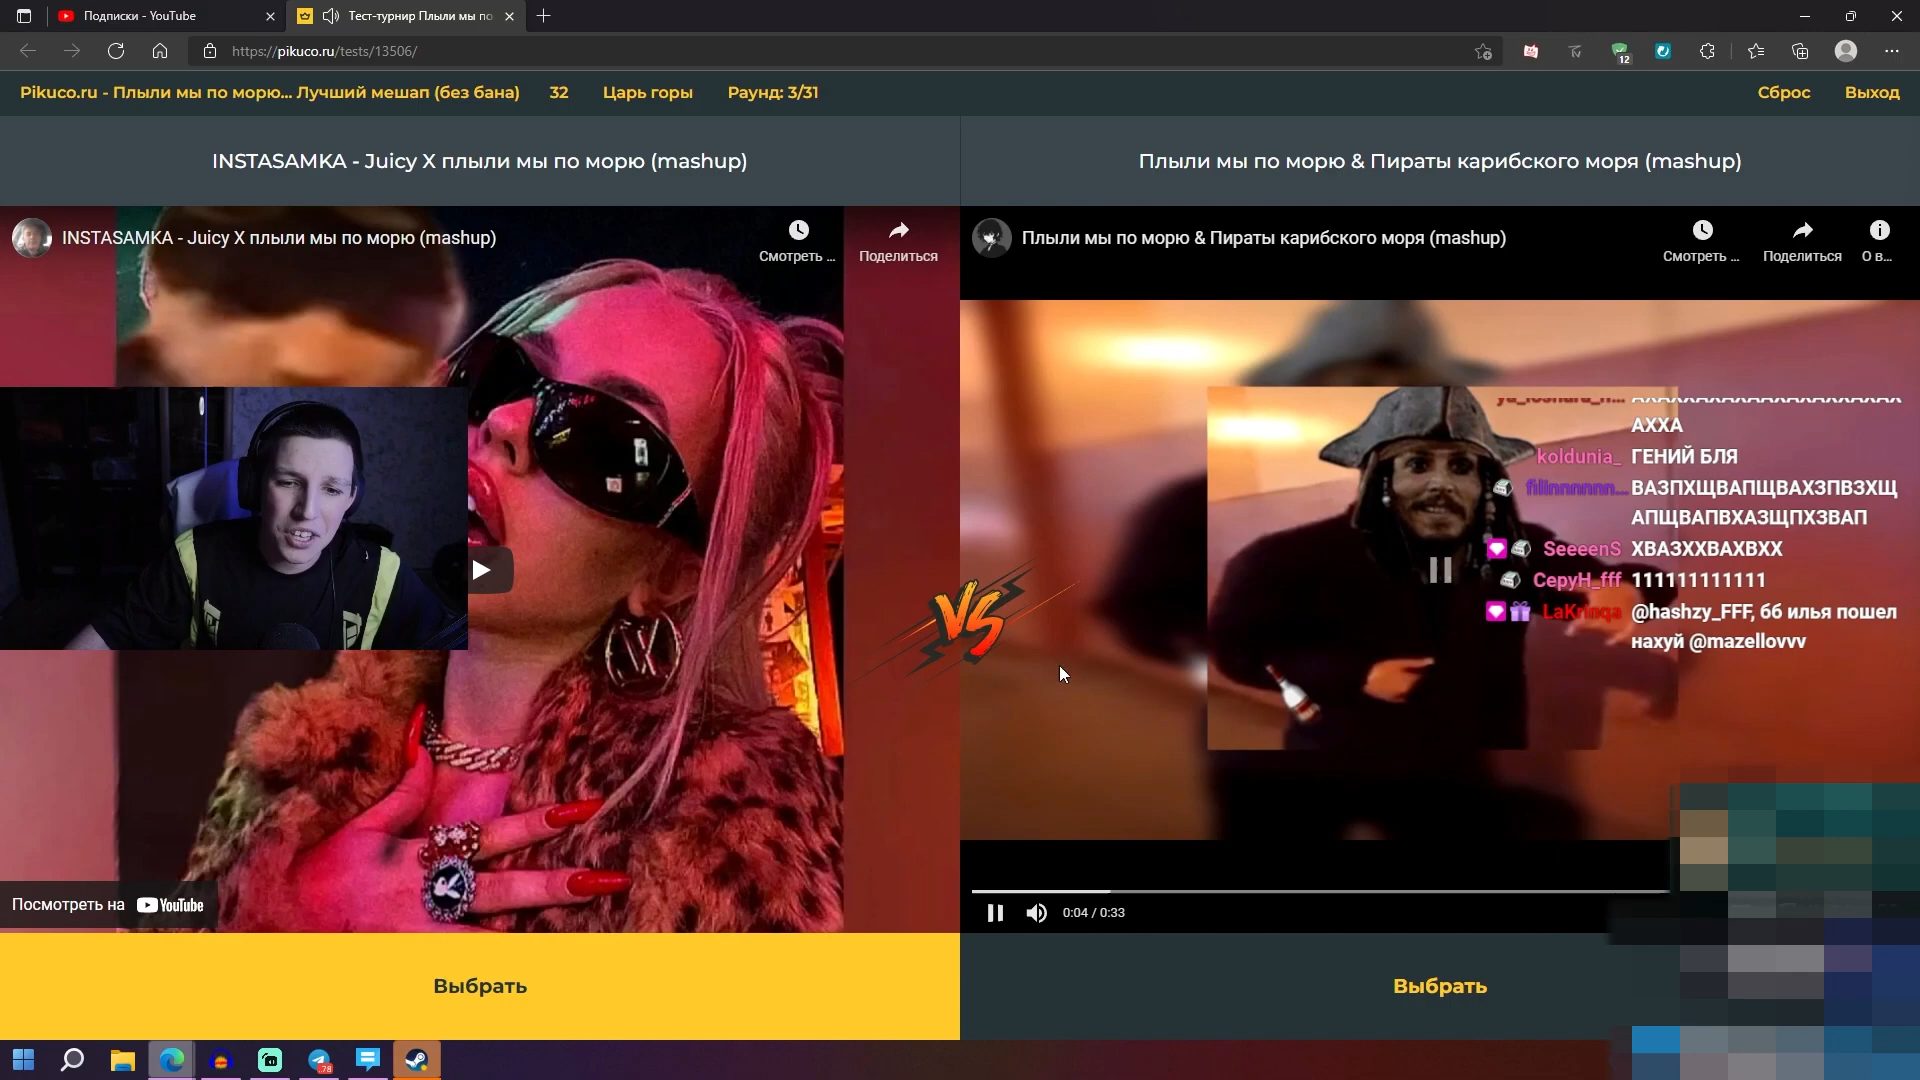 Подписки - YouTube
Тест-турнир Плыли мы по
https://pikuco.ru/tests/13506/
12
Pikuco.ru - Плыли мы по морю... Лучший мешап (без бана)
32
Царь горы
Раунд: 3/31
Сброс
Выход
INSTASAMKA - Juicy X плыли мы по морю (mashup)
Плыли мы по морю & Пираты карибского моря (mashup)
INSTASAMKA - Juicy X плыли мы по морю (mashup)
Смотреть ...
Поделиться
Плыли мы по морю & Пираты карибского моря (mashup)
Смотреть ...
Поделиться
О в...
АХХА
koldunia_ ГЕНИЙ БЛЯ
filinnnnnn... ВАЗПХЩВАПЩВАХЗПВЗХЩ
АПЩВАПВХАЗЩПХЗВАП
SeeeenS ХВАЗХХВАХВХХ
CepyH_fff 111111111111
LaKrinqa @hashzy_FFF, 66 илья пошел
нахуй @mazellovvv
VS
Посмотреть на YouTube
0:04 / 0:33
Выбрать
Выбрать
78